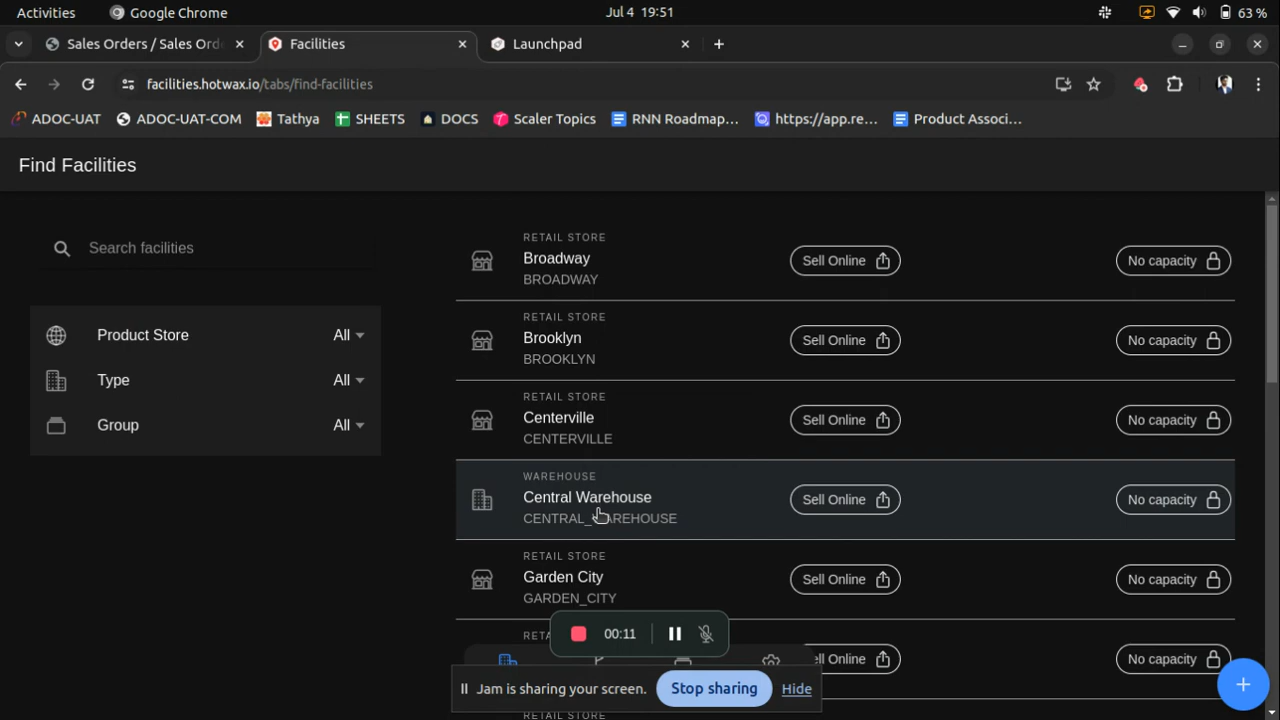 Activities
Google Chrome
Jul 4 19:51
63 %
Sales Orders / Sales Ord
Facilities
Launchpad
facilities.hotwax.io/tabs/find-facilities
ADOC-UAT
ADOC-UAT-COM
Tathya
SHEETS
DOCS
Scaler Topics
RNN Roadmap...
https://app.re...
Product Associ...
Find Facilities
Search facilities
Product Store All
Type All
Group All
RETAIL STORE
Broadway
BROADWAY
Sell Online
No capacity
RETAIL STORE
Brooklyn
BROOKLYN
Sell Online
No capacity
RETAIL STORE
Centerville
CENTERVILLE
Sell Online
No capacity
WAREHOUSE
Central Warehouse
CENTRAL_WAREHOUSE
Sell Online
No capacity
RETAIL STORE
Garden City
GARDEN_CITY
Sell Online
No capacity
00:11
ll Online
No capacity
Jam is sharing your screen.
Stop sharing
Hide
RETAIL STORE